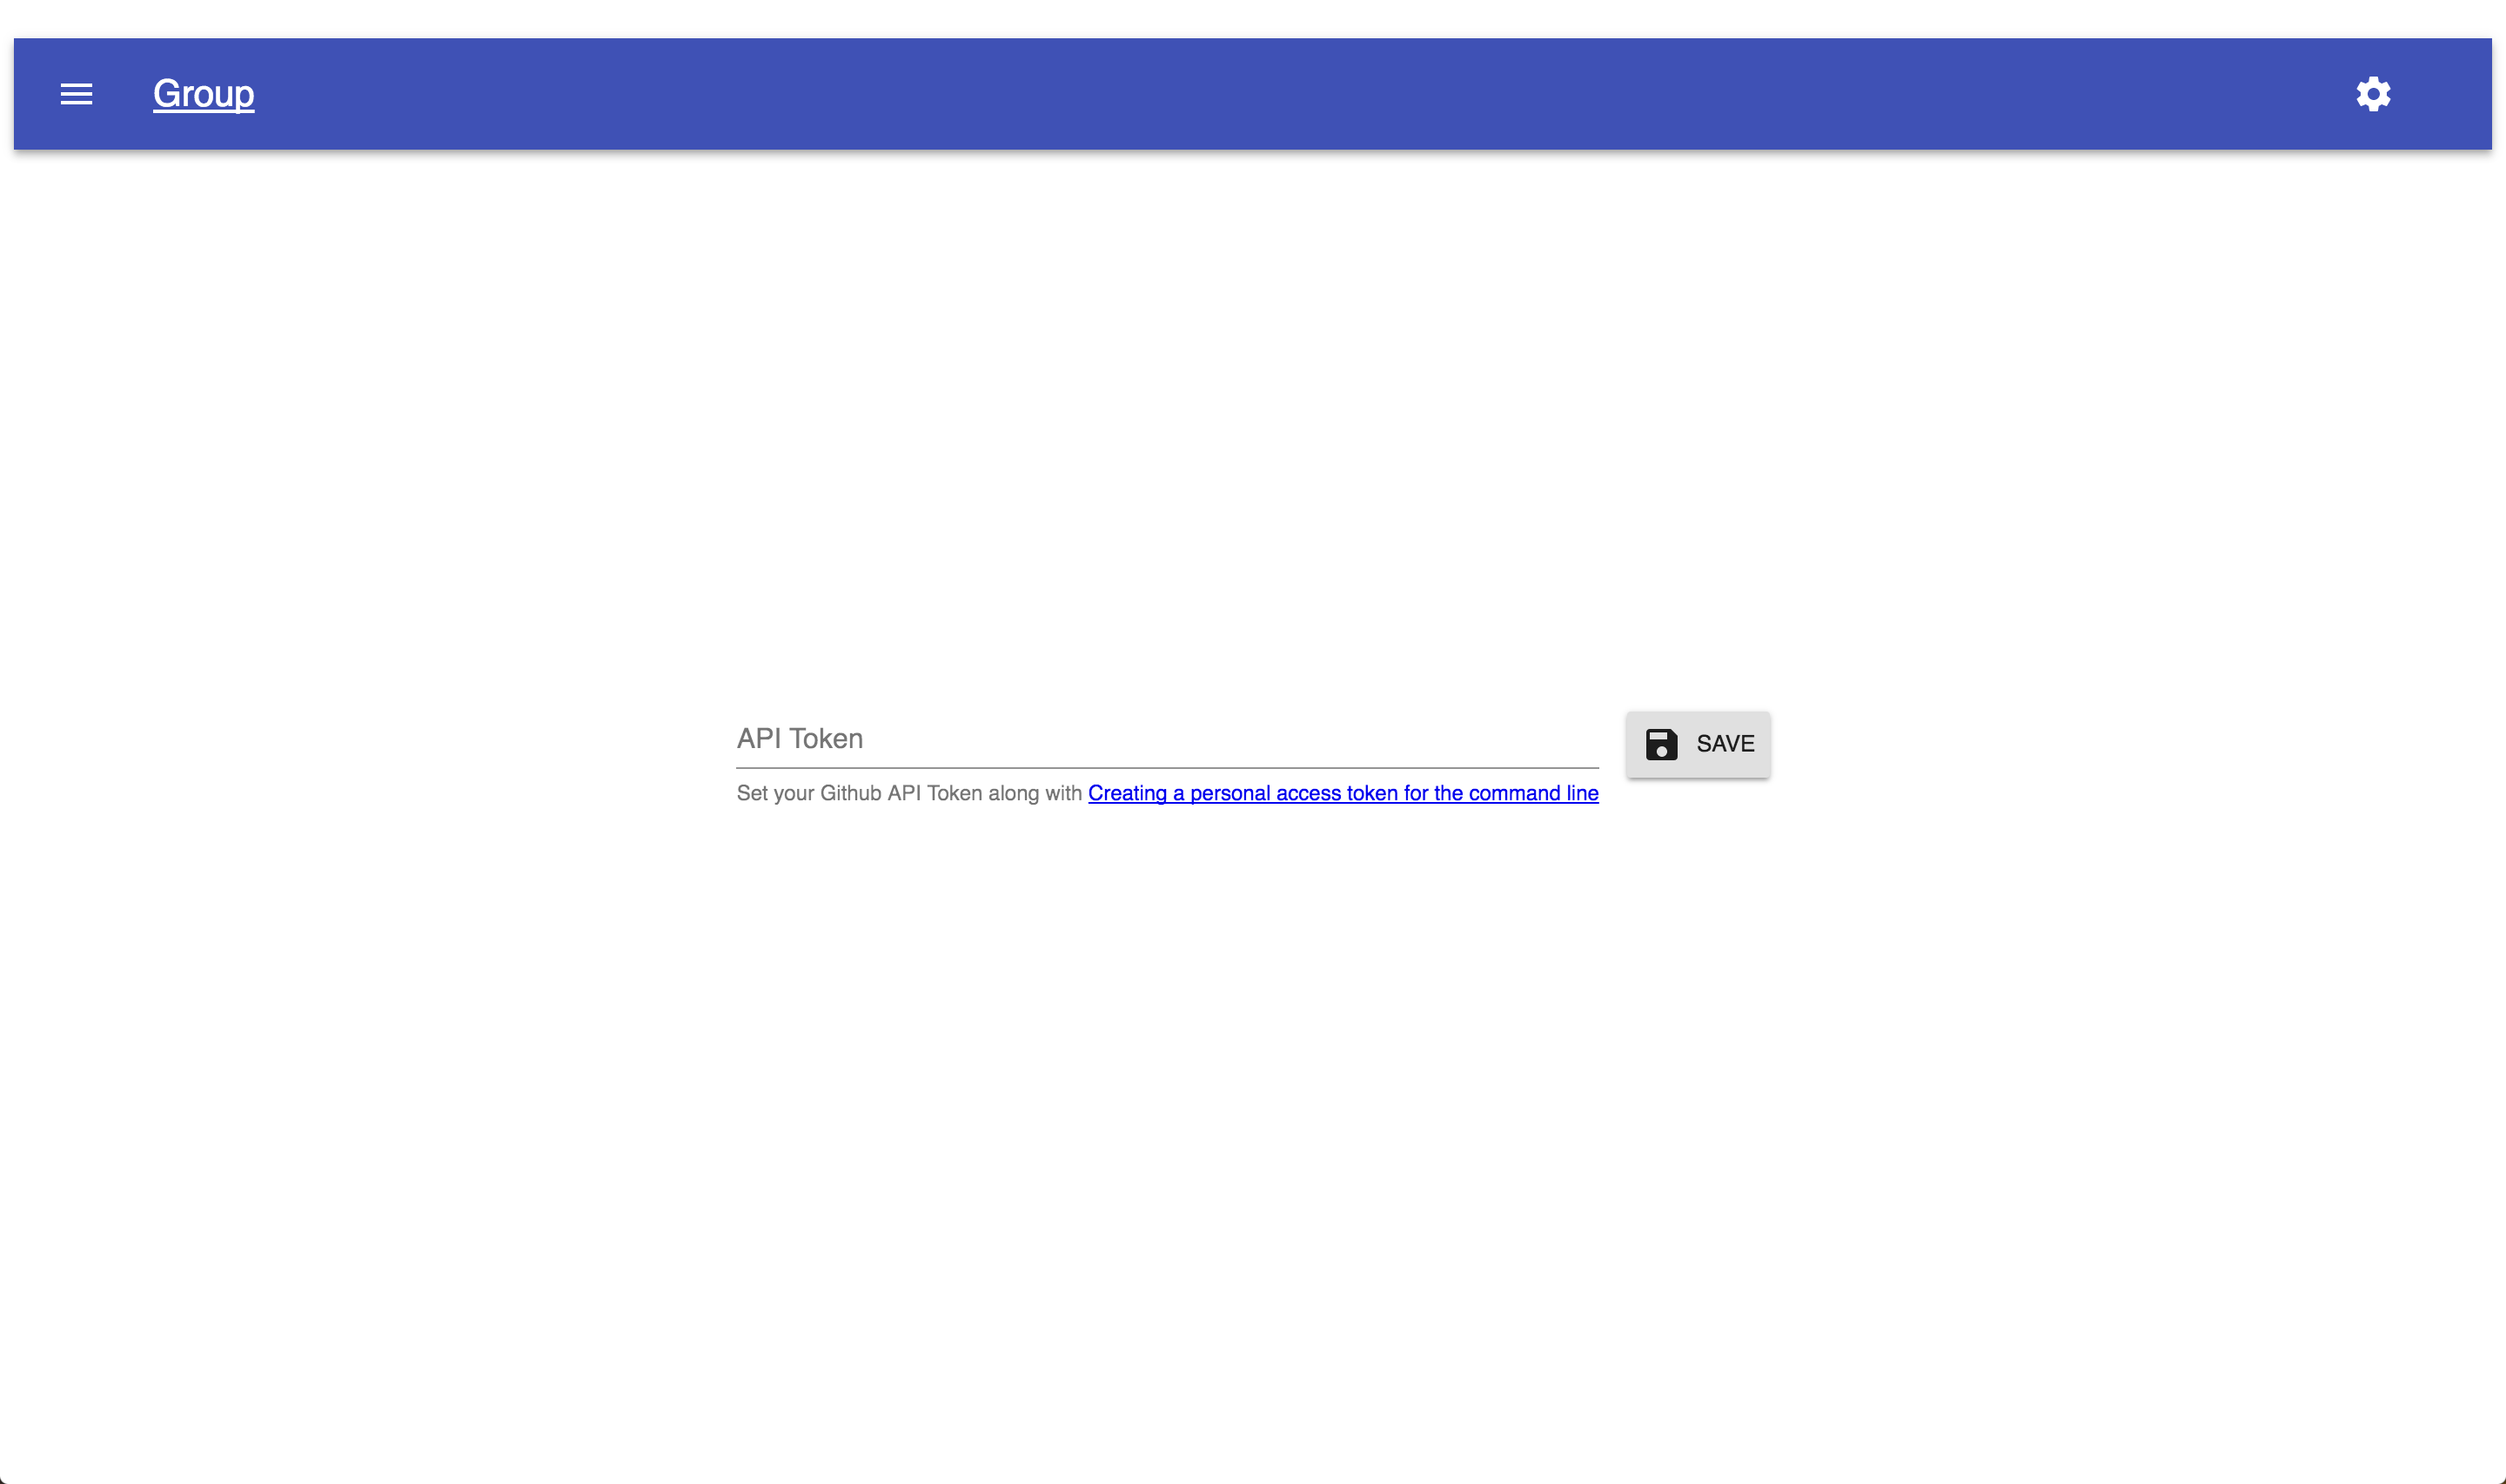 Group
API Token
SAVE
Set your Github API Token along with Creating a personal access token for the command line